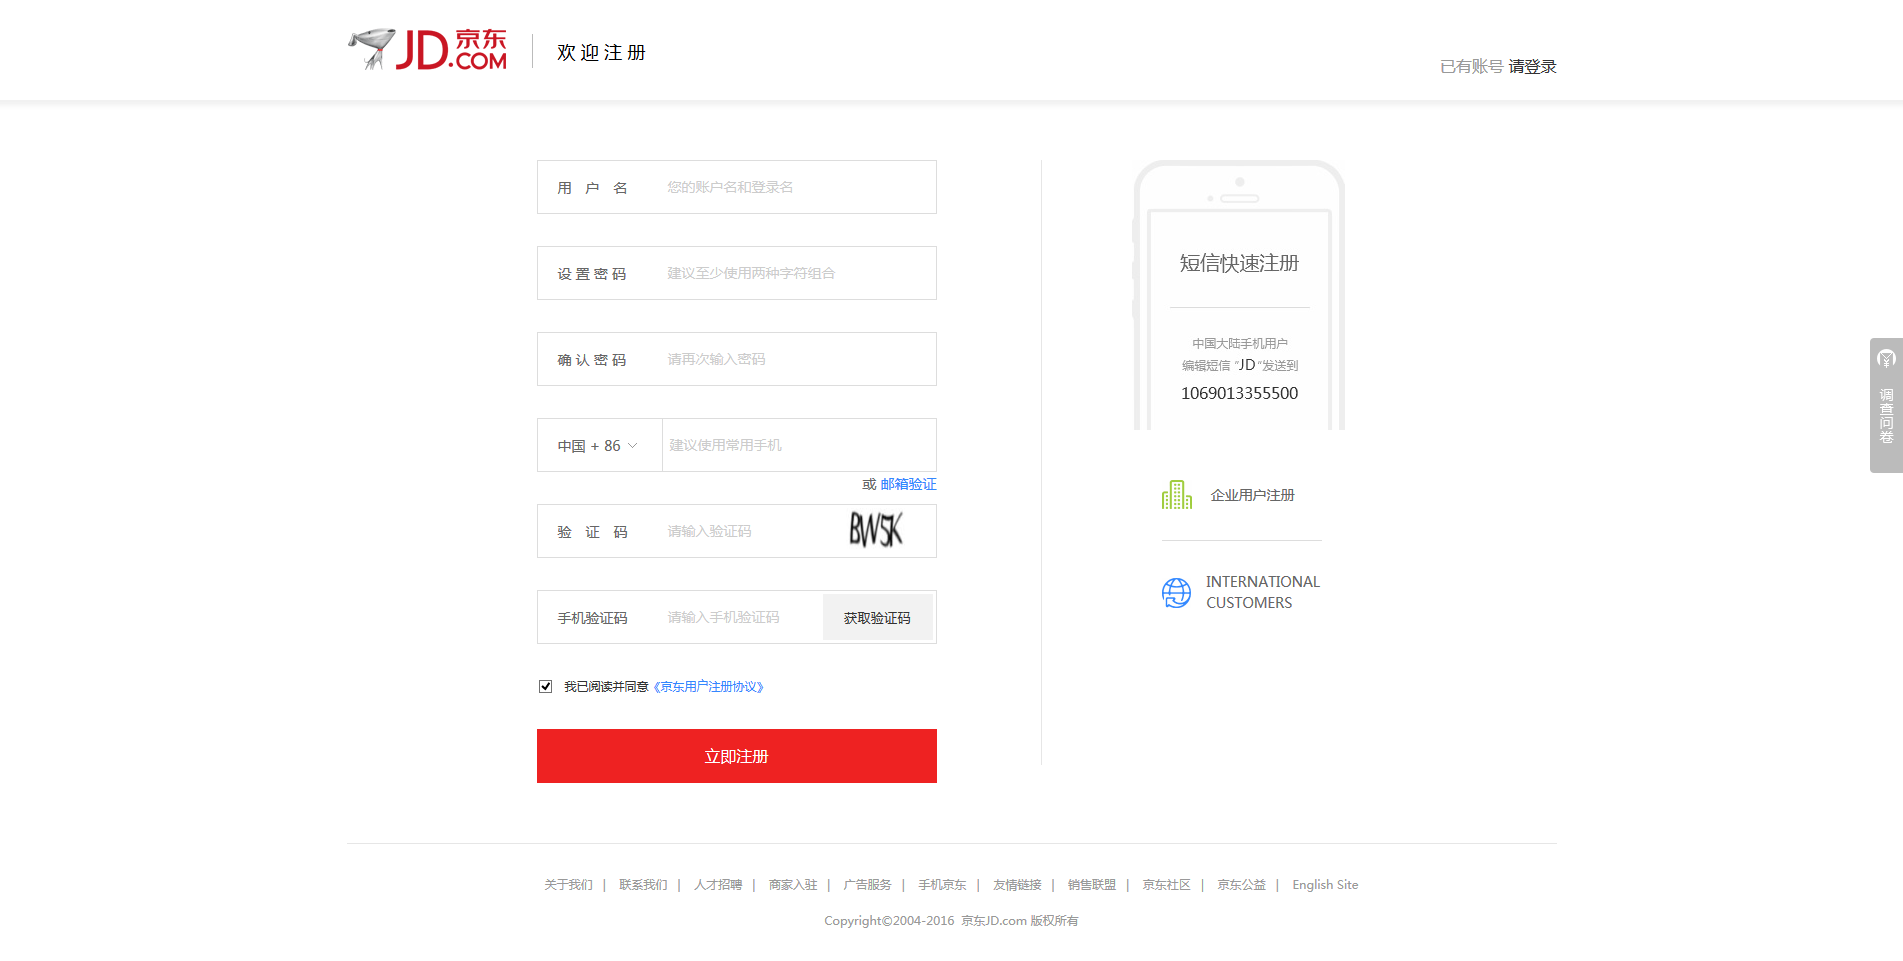 JD.COM 京东
欢迎注册
已有账号 请登录
用户名 您的账户名和登录名
设置密码 建议至少使用两种字符组合
确认密码 请再次输入密码
中国 + 86 建议使用常用手机
或 邮箱验证
验证码 请输入验证码 BW5K
手机验证码 请输入手机验证码 获取验证码
我已阅读并同意《京东用户注册协议》
立即注册
短信快速注册
中国大陆手机用户
编辑短信 “JD”发送到
1069013355500
企业用户注册
INTERNATIONAL
CUSTOMERS
调查问卷
关于我们 | 联系我们 | 人才招聘 | 商家入驻 | 广告服务 | 手机京东 | 友情链接 | 销售联盟 | 京东社区 | 京东公益 | English Site
Copyright©2004-2016 京东JD.com 版权所有